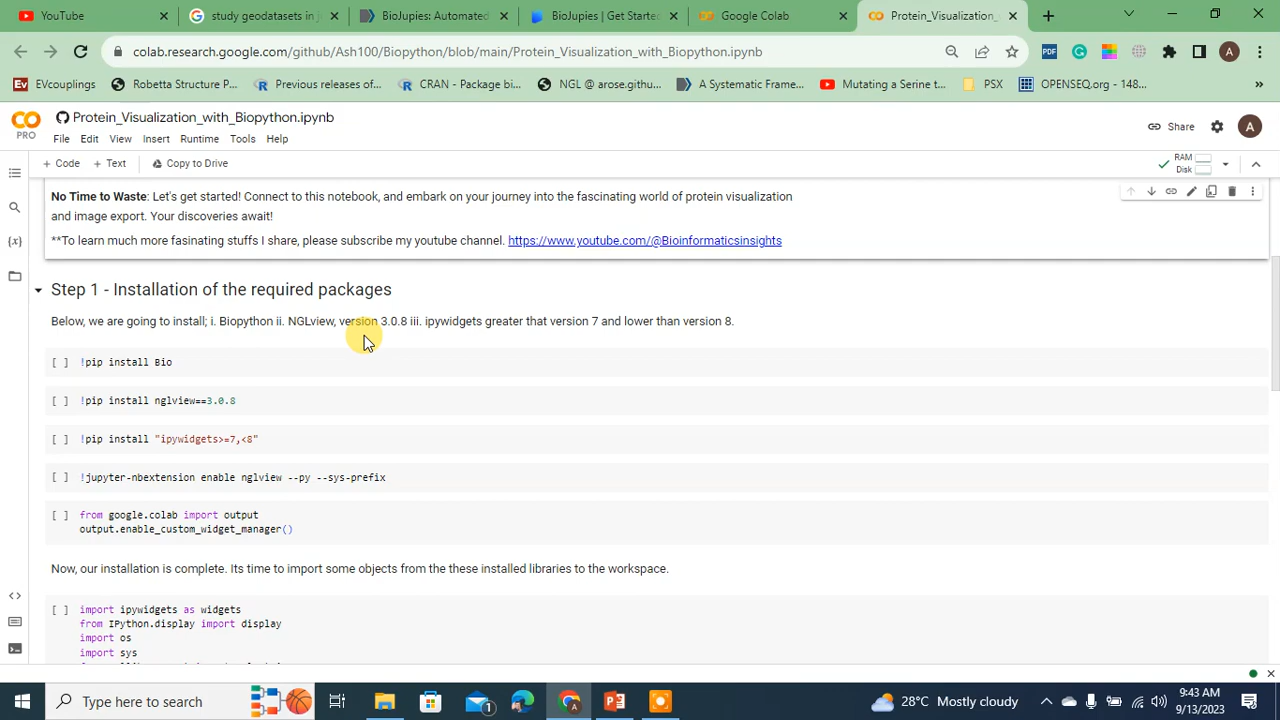 YouTube
study geodatasets in j
BioJupies: Automated
BioJupies | Get Starte
Google Colab
Protein_Visualization_
colab.research.google.com/github/Ash100/Biopython/blob/main/Protein_Visualization_with_Biopython.ipynb
PDF
A
Ev EVcouplings
Robetta Structure P...
Previous releases of...
CRAN - Package bi...
NGL @ arose.githu...
A Systematic Frame...
Mutating a Serine t...
PSX
OPENSEQ.org - 148...
»
Protein_Visualization_with_Biopython.ipynb
PRO
File Edit View Insert Runtime Tools Help
Share
A
+ Code + Text Copy to Drive
RAM
Disk
No Time to Waste: Let's get started! Connect to this notebook, and embark on your journey into the fascinating world of protein visualization
and image export. Your discoveries await!
**To learn much more fasinating stuffs I share, please subscribe my youtube channel. https://www.youtube.com/@Bioinformaticsinsights
Step 1 - Installation of the required packages
Below, we are going to install; i. Biopython ii. NGLview, version 3.0.8 iii. ipywidgets greater that version 7 and lower than version 8.
[ ] !pip install Bio
[ ] !pip install nglview==3.0.8
[ ] !pip install "ipywidgets>=7,<8"
[ ] !jupyter-nbextension enable nglview --py --sys-prefix
[ ] from google.colab import output
output.enable_custom_widget_manager()
Now, our installation is complete. Its time to import some objects from the these installed libraries to the workspace.
[ ] import ipywidgets as widgets
from IPython.display import display
import os
import sys
Type here to search
1
A
28°C Mostly cloudy
9:43 AM
9/13/2023